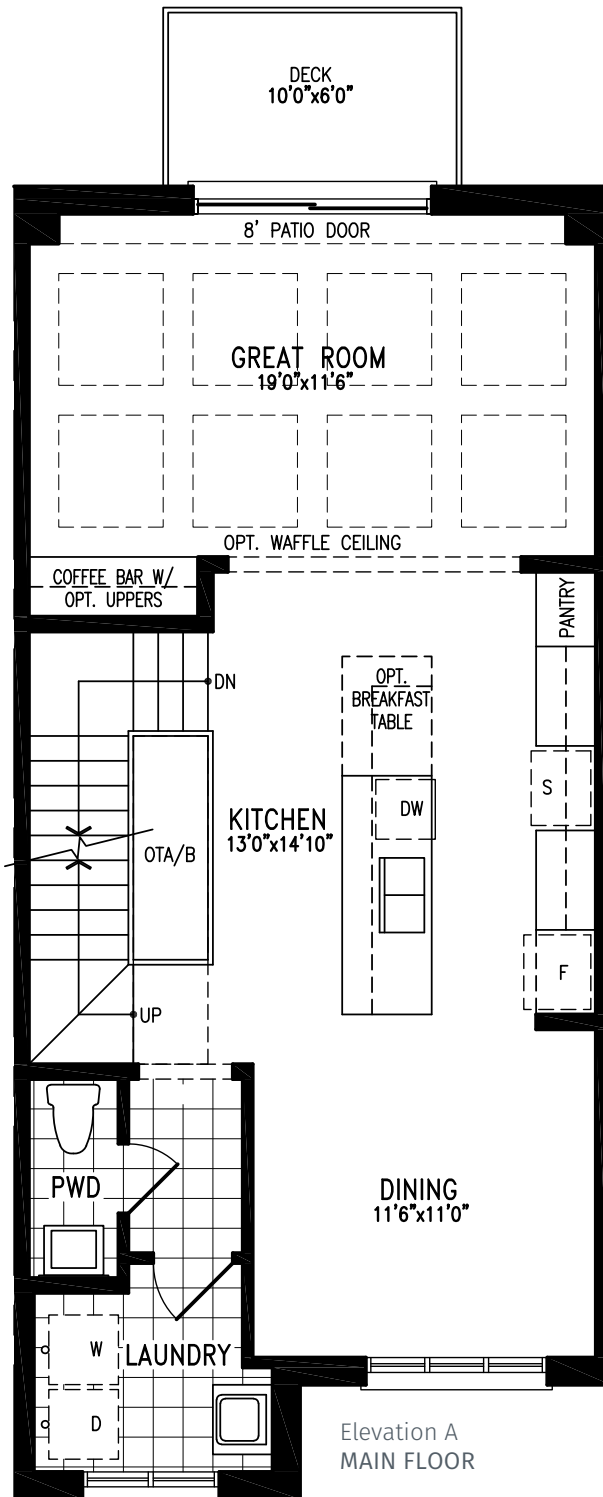 DECK
10'0"x6'0"
8' PATIO DOOR
GREAT ROOM
19'0"x11'6"
OPT. WAFFLE CEILING
COFFEE BAR W/
OPT. UPPERS
PANTRY
DN
OPT.
BREAKFAST
TABLE
S
DW
KITCHEN
13'0"x14'10"
OTA/B
F
UP
PWD
DINING
11'6"x11'0"
W
LAUNDRY
D
Elevation A
MAIN FLOOR